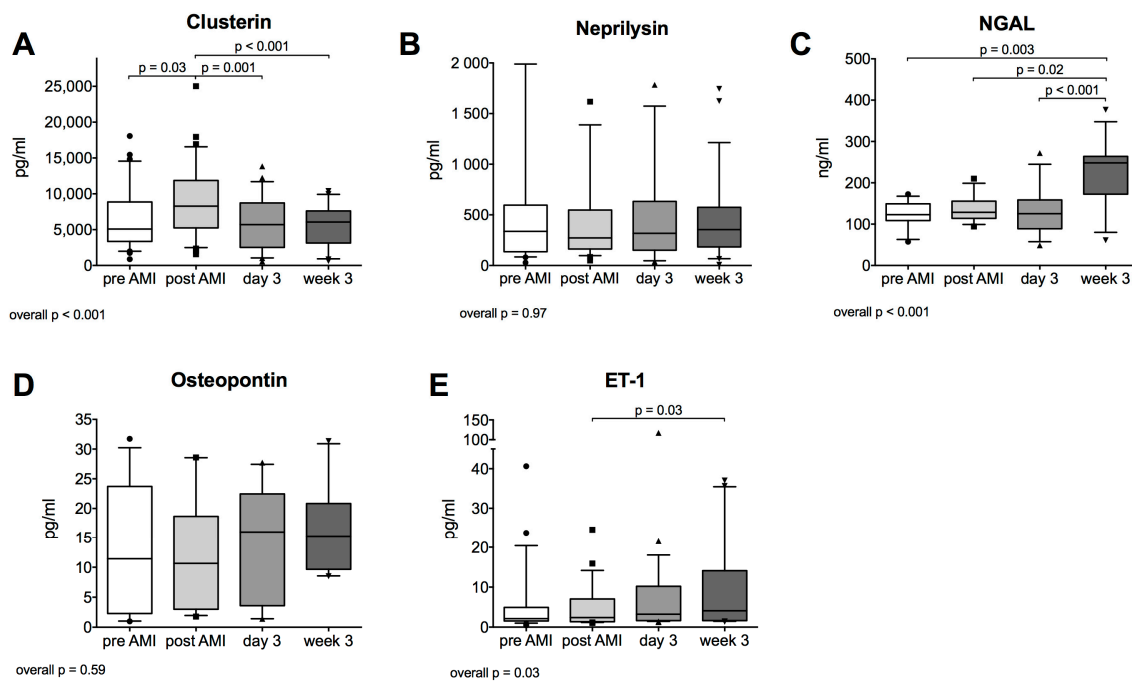 A
Clusterin
p < 0.001
p = 0.03
p = 0.001
pg/ml
25,000
20,000
15,000
10,000
5,000
0
pre AMI
post AMI
day 3
week 3
overall p < 0.001
B
Neprilysin
pg/ml
2 000
1 500
1 000
500
0
pre AMI
post AMI
day 3
week 3
overall p = 0.97
C
NGAL
p = 0.003
p = 0.02
p < 0.001
ng/ml
500
400
300
200
100
0
pre AMI
post AMI
day 3
week 3
overall p < 0.001
D
Osteopontin
pg/ml
35
30
25
20
15
10
5
0
pre AMI
post AMI
day 3
week 3
overall p = 0.59
E
ET-1
p = 0.03
pg/ml
150
100
40
30
20
10
0
pre AMI
post AMI
day 3
week 3
overall p = 0.03